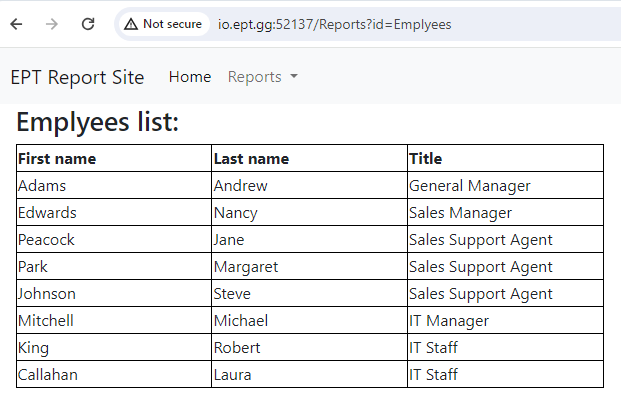 Not secure io.ept.gg:52137/Reports?id=Emplyees
EPT Report Site Home Reports
Emplyees list:
First name Last name Title
Adams Andrew General Manager
Edwards Nancy Sales Manager
Peacock Jane Sales Support Agent
Park Margaret Sales Support Agent
Johnson Steve Sales Support Agent
Mitchell Michael IT Manager
King Robert IT Staff
Callahan Laura IT Staff